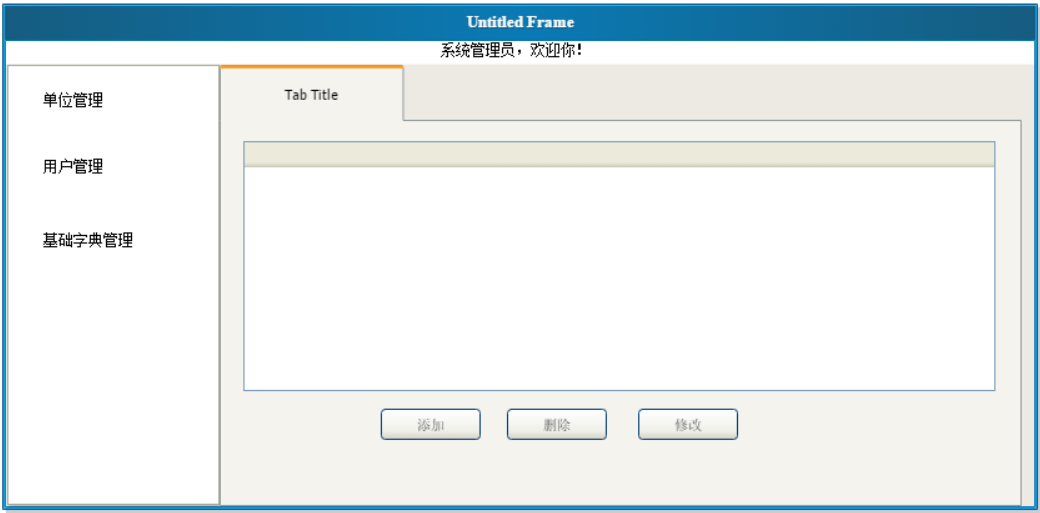 Untitled Frame
系统管理员，欢迎你!
单位管理
Tab Title
用户管理
基础字典管理
添加
删除
修改